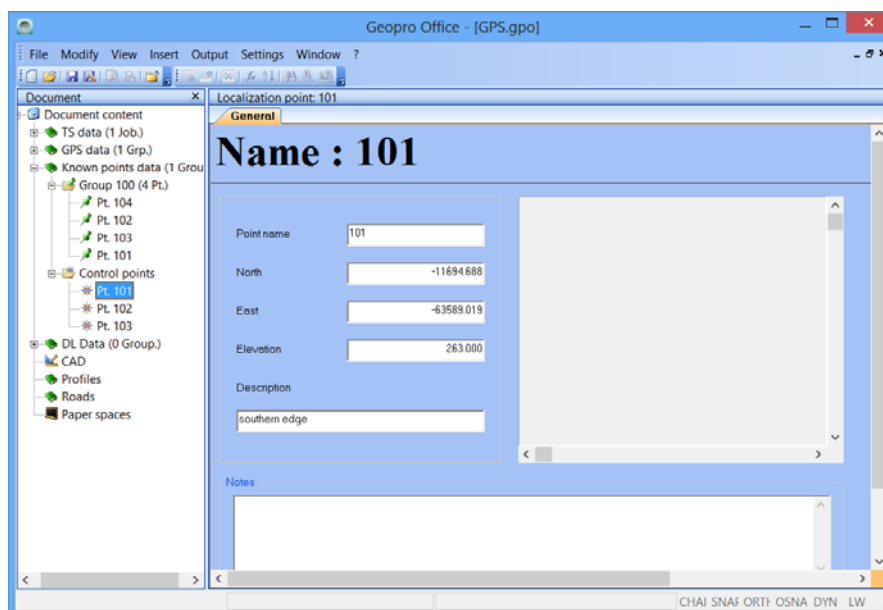 Geopro Office - [GPS.gpo]
File Modify View Insert Output Settings Window ?
Document
Localization point: 101
Document content
TS data (1 Job.)
GPS data (1 Grp.)
Known points data (1 Grou
Group 100 (4 Pt.)
Pt. 104
Pt. 102
Pt. 103
Pt. 101
Control points
Pt. 101
Pt. 102
Pt. 103
DL Data (0 Group.)
CAD
Profiles
Roads
Paper spaces
General
Name : 101
Point name 101
North -11694.688
East -63589.019
Elevation 263.000
Description
southern edge
Notes
CHAI SNAF ORTH OSNA DYN LW